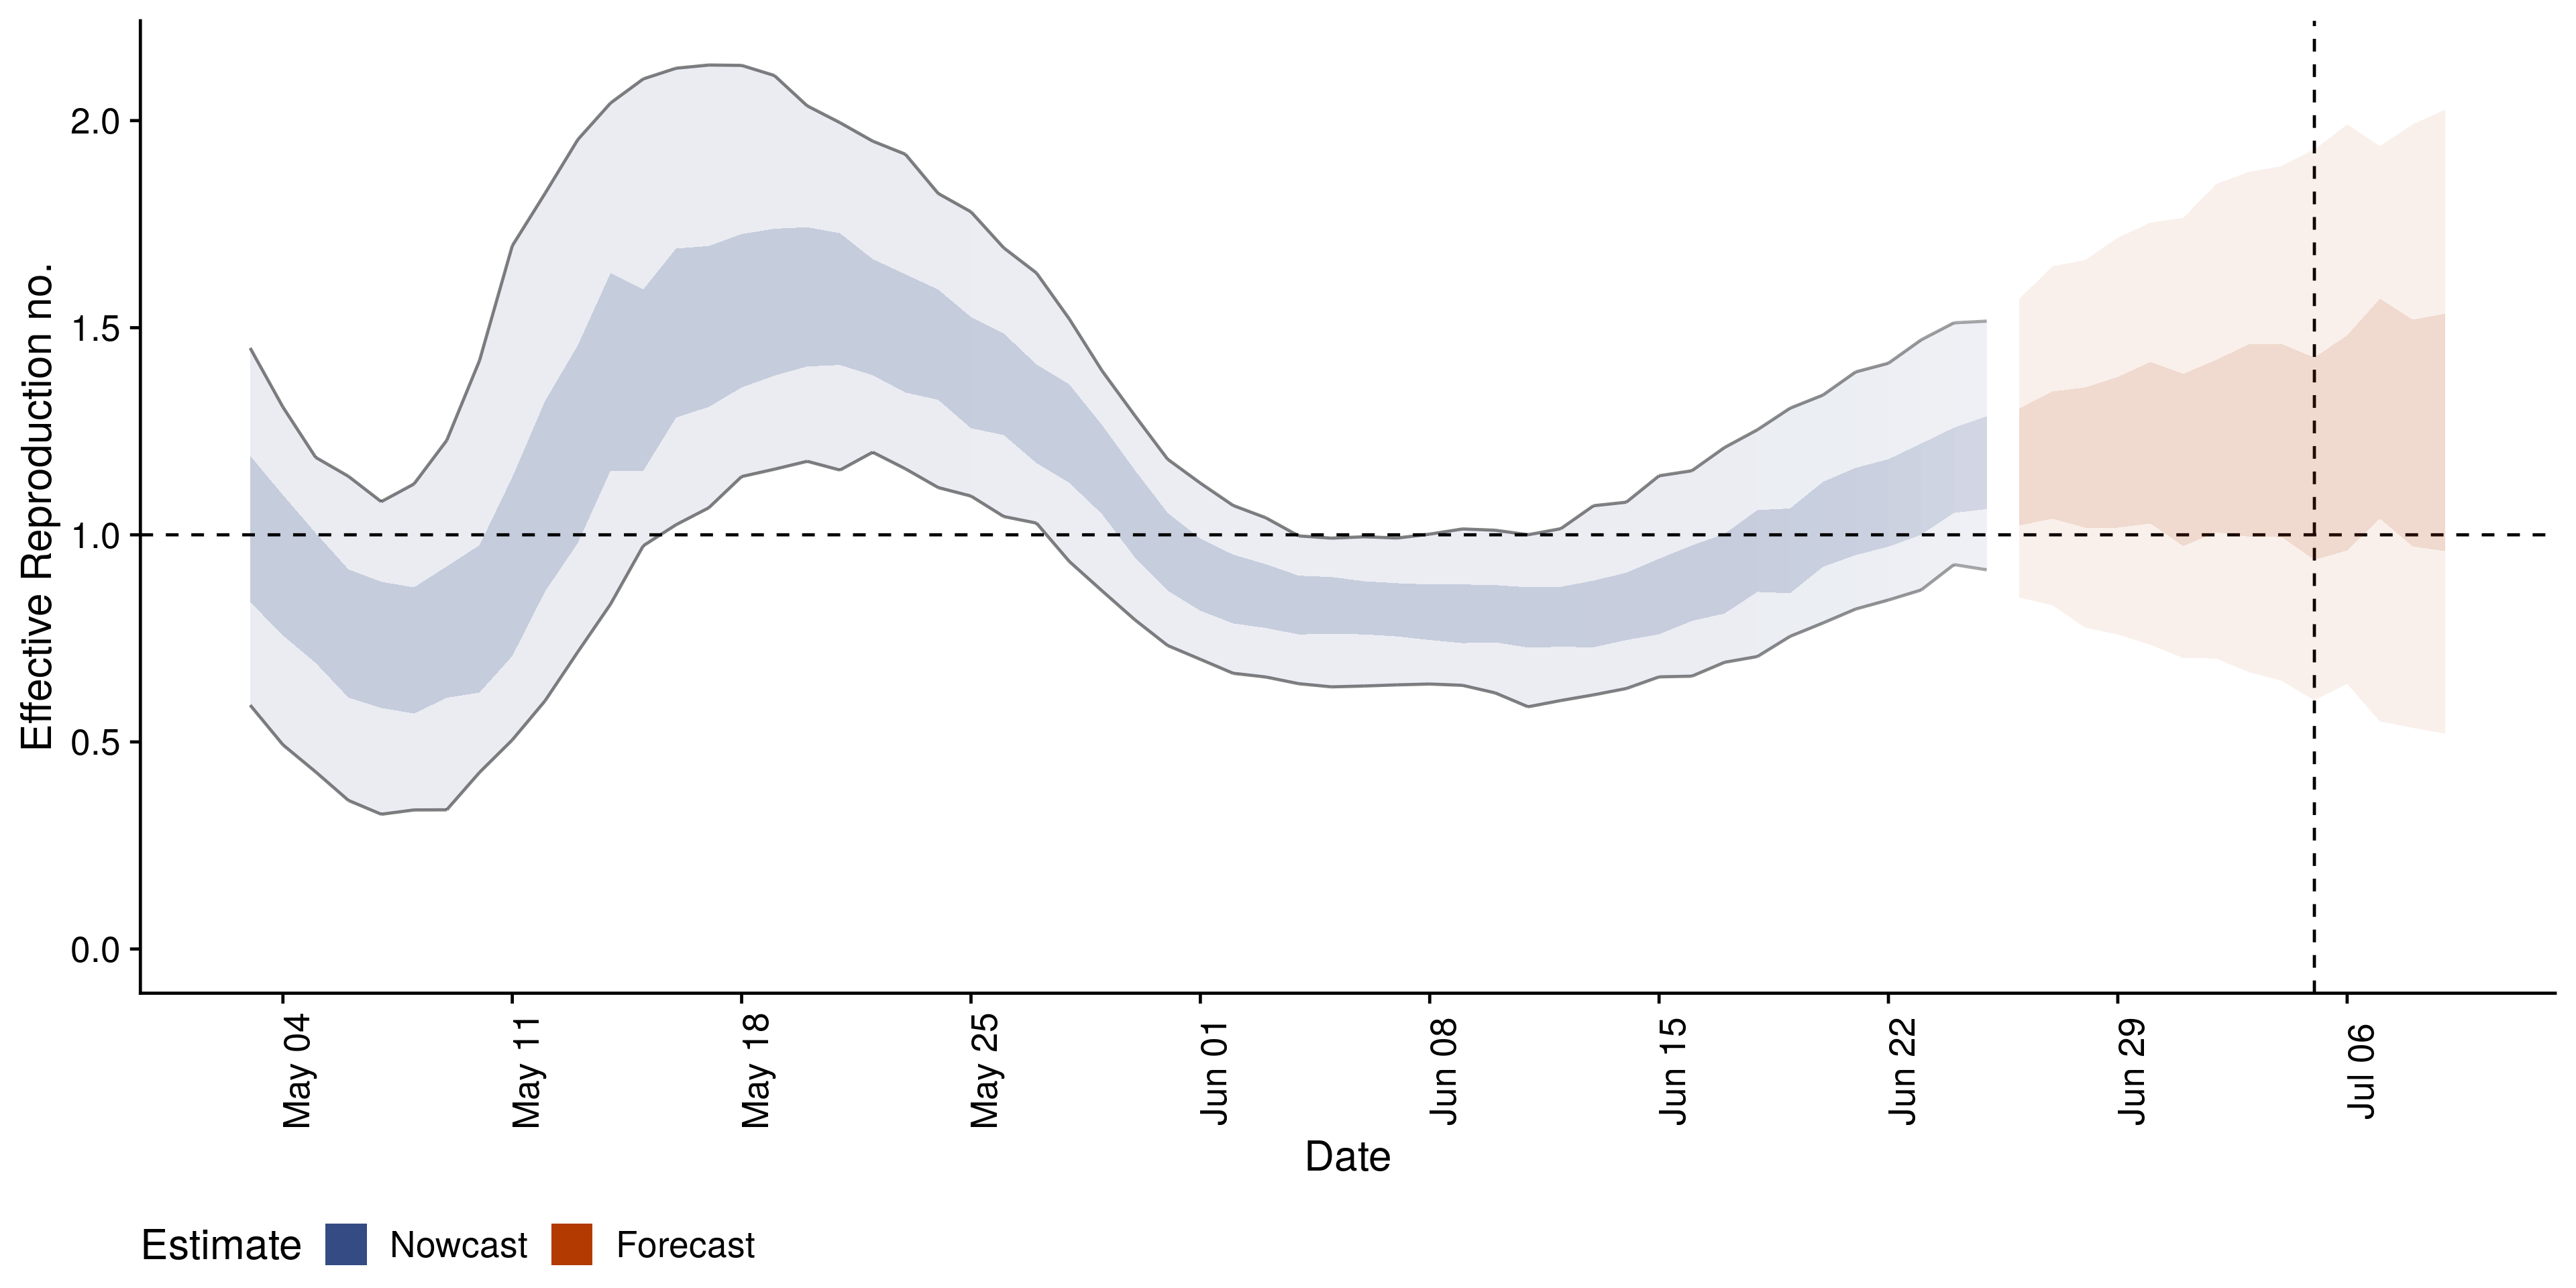 Effective Reproduction no.
2.0
1.5
1.0
0.5
0.0
May 04
May 11
May 18
May 25
Jun 01
Jun 08
Jun 15
Jun 22
Jun 29
Jul 06
Date
Estimate Nowcast Forecast